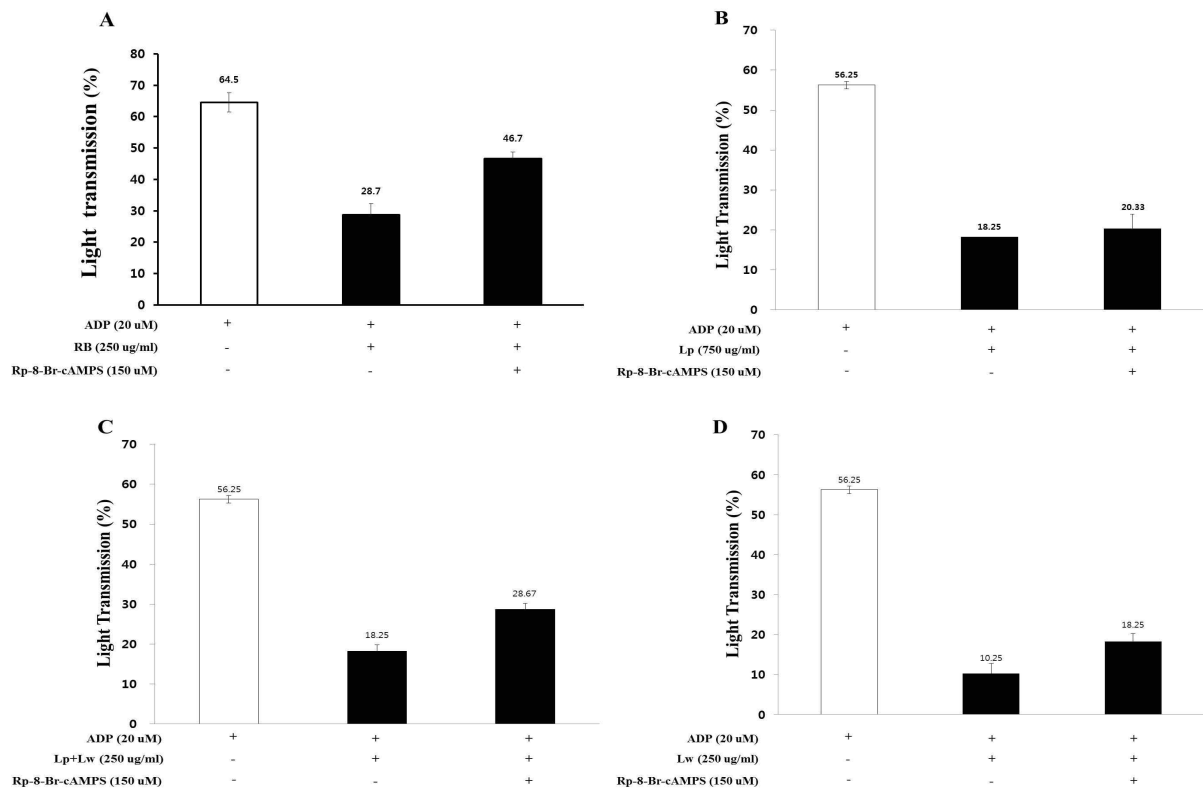 A
Light transmission (%)
80
70
60
50
40
30
20
10
0
64.5
28.7
46.7
ADP (20 uM) + + +
RB (250 ug/ml) - + +
Rp-8-Br-cAMPS (150 uM) - - +
B
Light Transmission (%)
70
60
50
40
30
20
10
0
56.25
18.25
20.33
ADP (20 uM) + + +
Lp (750 ug/ml) - + +
Rp-8-Br-cAMPS (150 uM) - - +
C
Light Transmission (%)
70
60
50
40
30
20
10
0
56.25
18.25
28.67
ADP (20 uM) + + +
Lp+Lw (250 ug/ml) - + +
Rp-8-Br-cAMPS (150 uM) - - +
D
Light Transmission (%)
70
60
50
40
30
20
10
0
56.25
10.25
18.25
ADP (20 uM) + + +
Lw (250 ug/ml) - + +
Rp-8-Br-cAMPS (150 uM) - - +